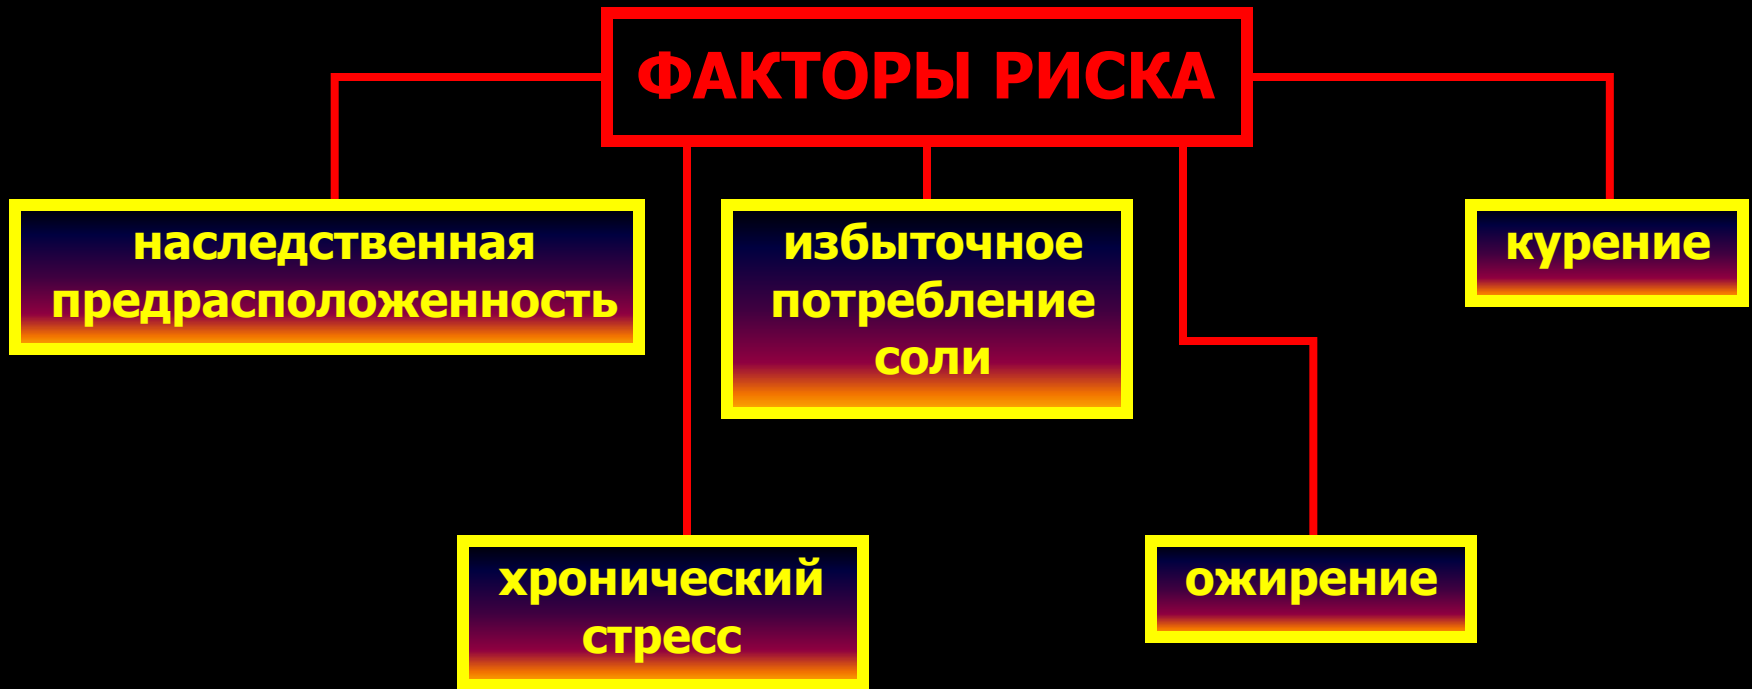 ФАКТОРЫ РИСКА
наследственная
предрасположенность
избыточное
потребление
соли
курение
хронический
стресс
ожирение